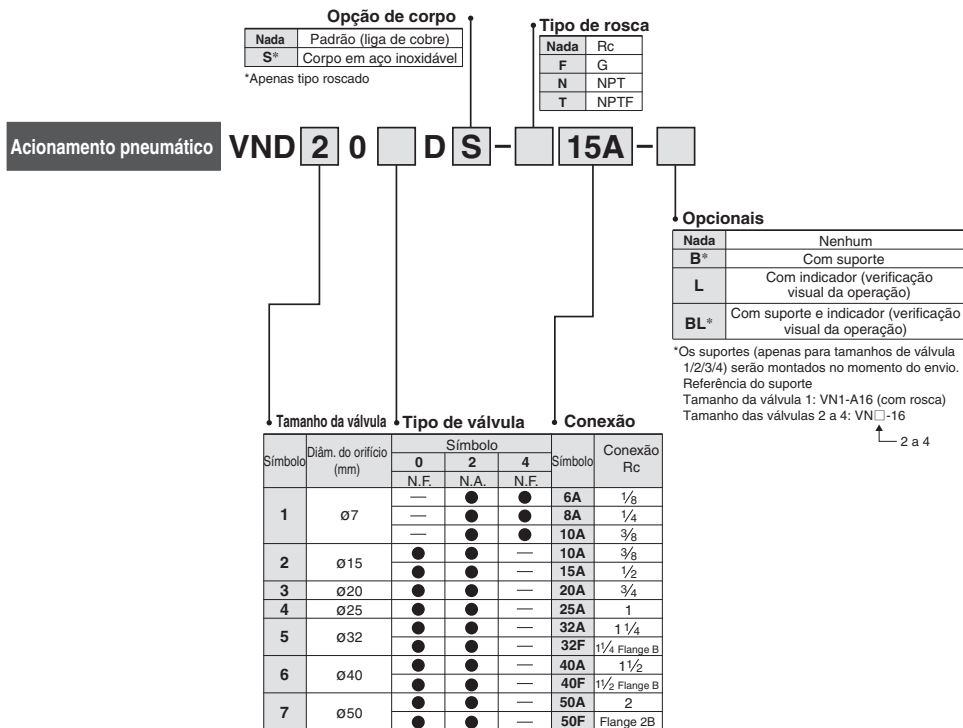 Opção de corpo
Nada Padrão (liga de cobre)
S* Corpo em aço inoxidável
*Apenas tipo roscado
Tipo de rosca
Nada Rc
F G
N NPT
T NPTF
Acionamento pneumático VND 2 0 D S - 15A -
Opcionais
Nada Nenhum
B* Com suporte
L Com indicador (verificação
visual da operação)
BL* Com suporte e indicador (verificação
visual da operação)
*Os suportes (apenas para tamanhos de válvula
1/2/3/4) serão montados no momento do envio.
Referência do suporte
Tamanho da válvula 1: VN1-A16 (com rosca)
Tamanho das válvulas 2 a 4: VN□-16
2 a 4
Tamanho da válvula Tipo de válvula Conexão
Símbolo Diâm. do orifício (mm) Símbolo Símbolo Conexão Rc
0 2 4
N.F. N.A. N.F.
1 Ø7 — ● ● 6A 1/8
— ● ● 8A 1/4
— ● ● 10A 3/8
2 Ø15 ● ● — 10A 3/8
● ● — 15A 1/2
3 Ø20 ● ● — 20A 3/4
4 Ø25 ● ● — 25A 1
5 Ø32 ● ● — 32A 1 1/4
● ● — 32F 1 1/4 Flange B
6 Ø40 ● ● — 40A 1 1/2
● ● — 40F 1 1/2 Flange B
7 Ø50 ● ● — 50A 2
● ● — 50F Flange 2B